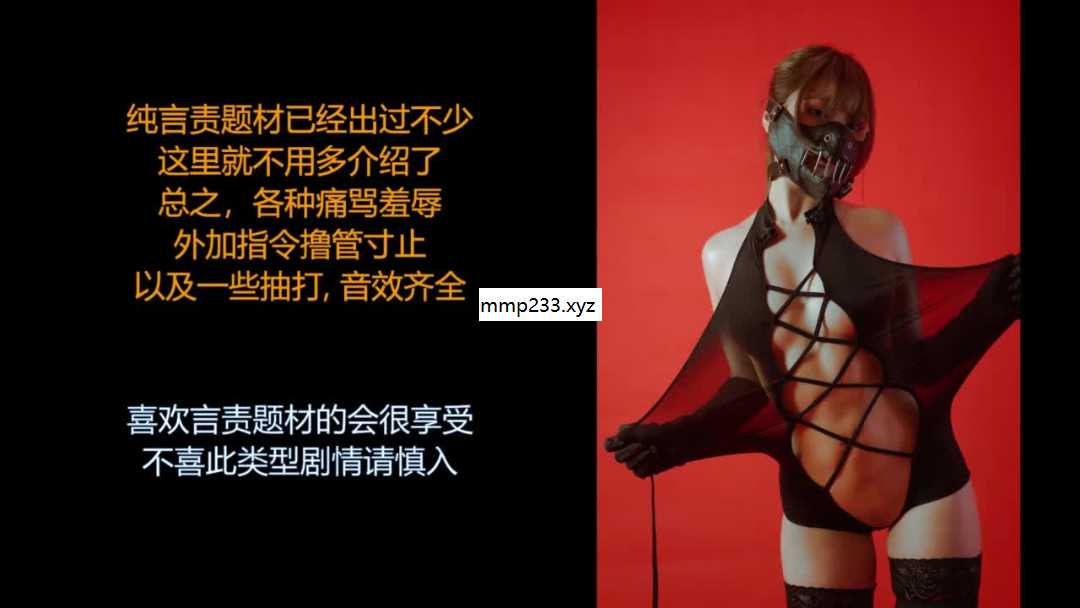 纯言责题材已经出过不少
这里就不用多介绍了
总之，各种痛骂羞辱
外加指令撸管寸止
以及一些抽打, 音效齐全
mmp233.xyz
喜欢言责题材的会很享受
不喜此类型剧情请慎入